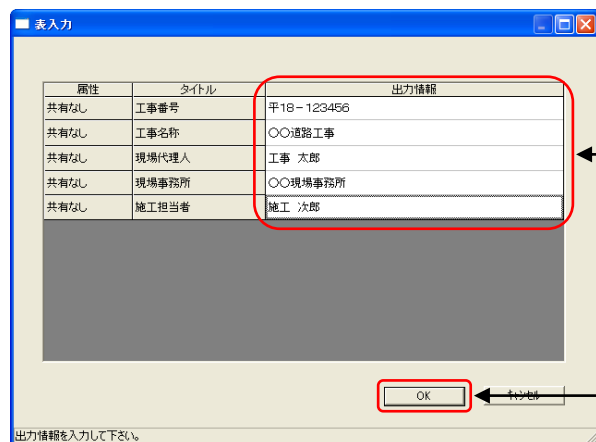 表入力
属性 タイトル 出力情報
共有なし 工事番号 平18－123456
共有なし 工事名称 〇〇道路工事
共有なし 現場代理人 工事 太郎
共有なし 現場事務所 〇〇現場事務所
共有なし 施工担当者 施工 次郎
OK キャンセル
出力情報を入力して下さい。